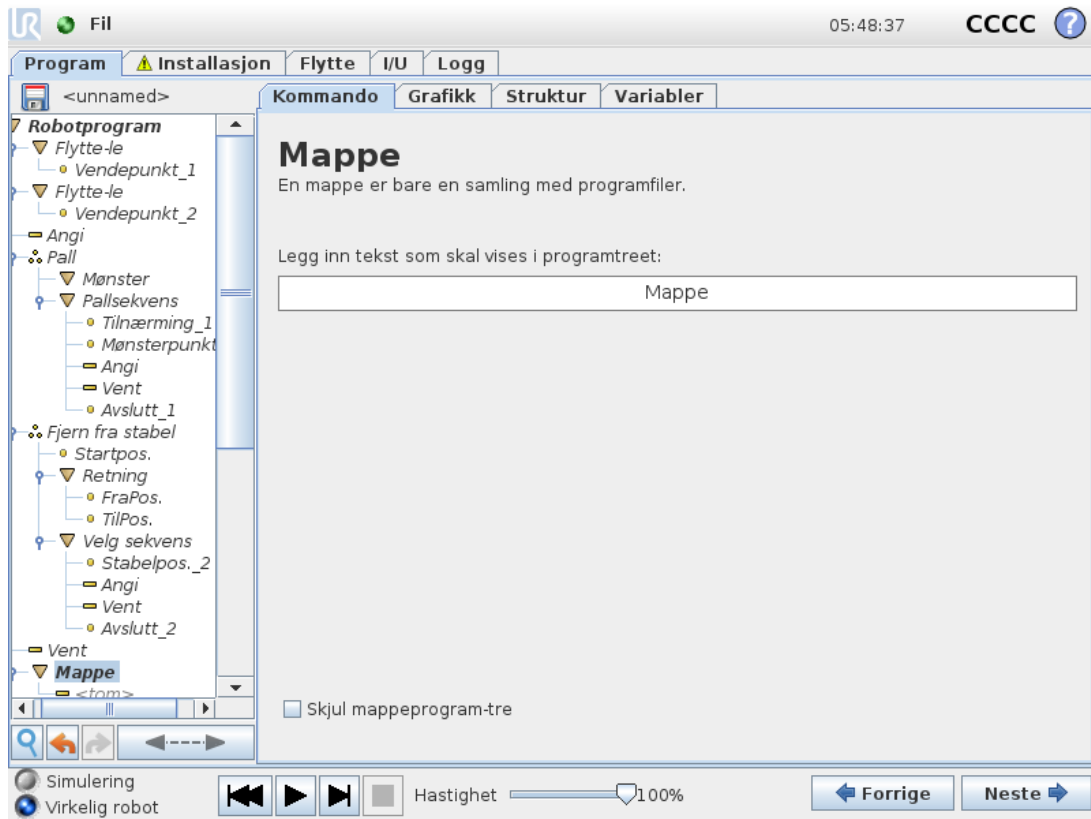 UR Fil 05:48:37 CCCC ?
Program Installasjon Flytte I/U Logg
<unnamed> Kommando Grafikk Struktur Variabler
Robotprogram
Flytte-le
Vendepunkt_1
Flytte-le
Vendepunkt_2
Angi
Pall
Mønster
Pallsekvens
Tilnærming_1
Mønsterpunkt
Angi
Vent
Avslutt_1
Fjern fra stabel
Startpos.
Retning
FraPos.
TilPos.
Velg sekvens
Stabelpos._2
Angi
Vent
Avslutt_2
Vent
Mappe
<tom>
Mappe
En mappe er bare en samling med programfiler.
Legg inn tekst som skal vises i programtreet:
Mappe
Skjul mappeprogram-tre
Simulering
Virkelig robot
Hastighet 100%
Forrige Neste